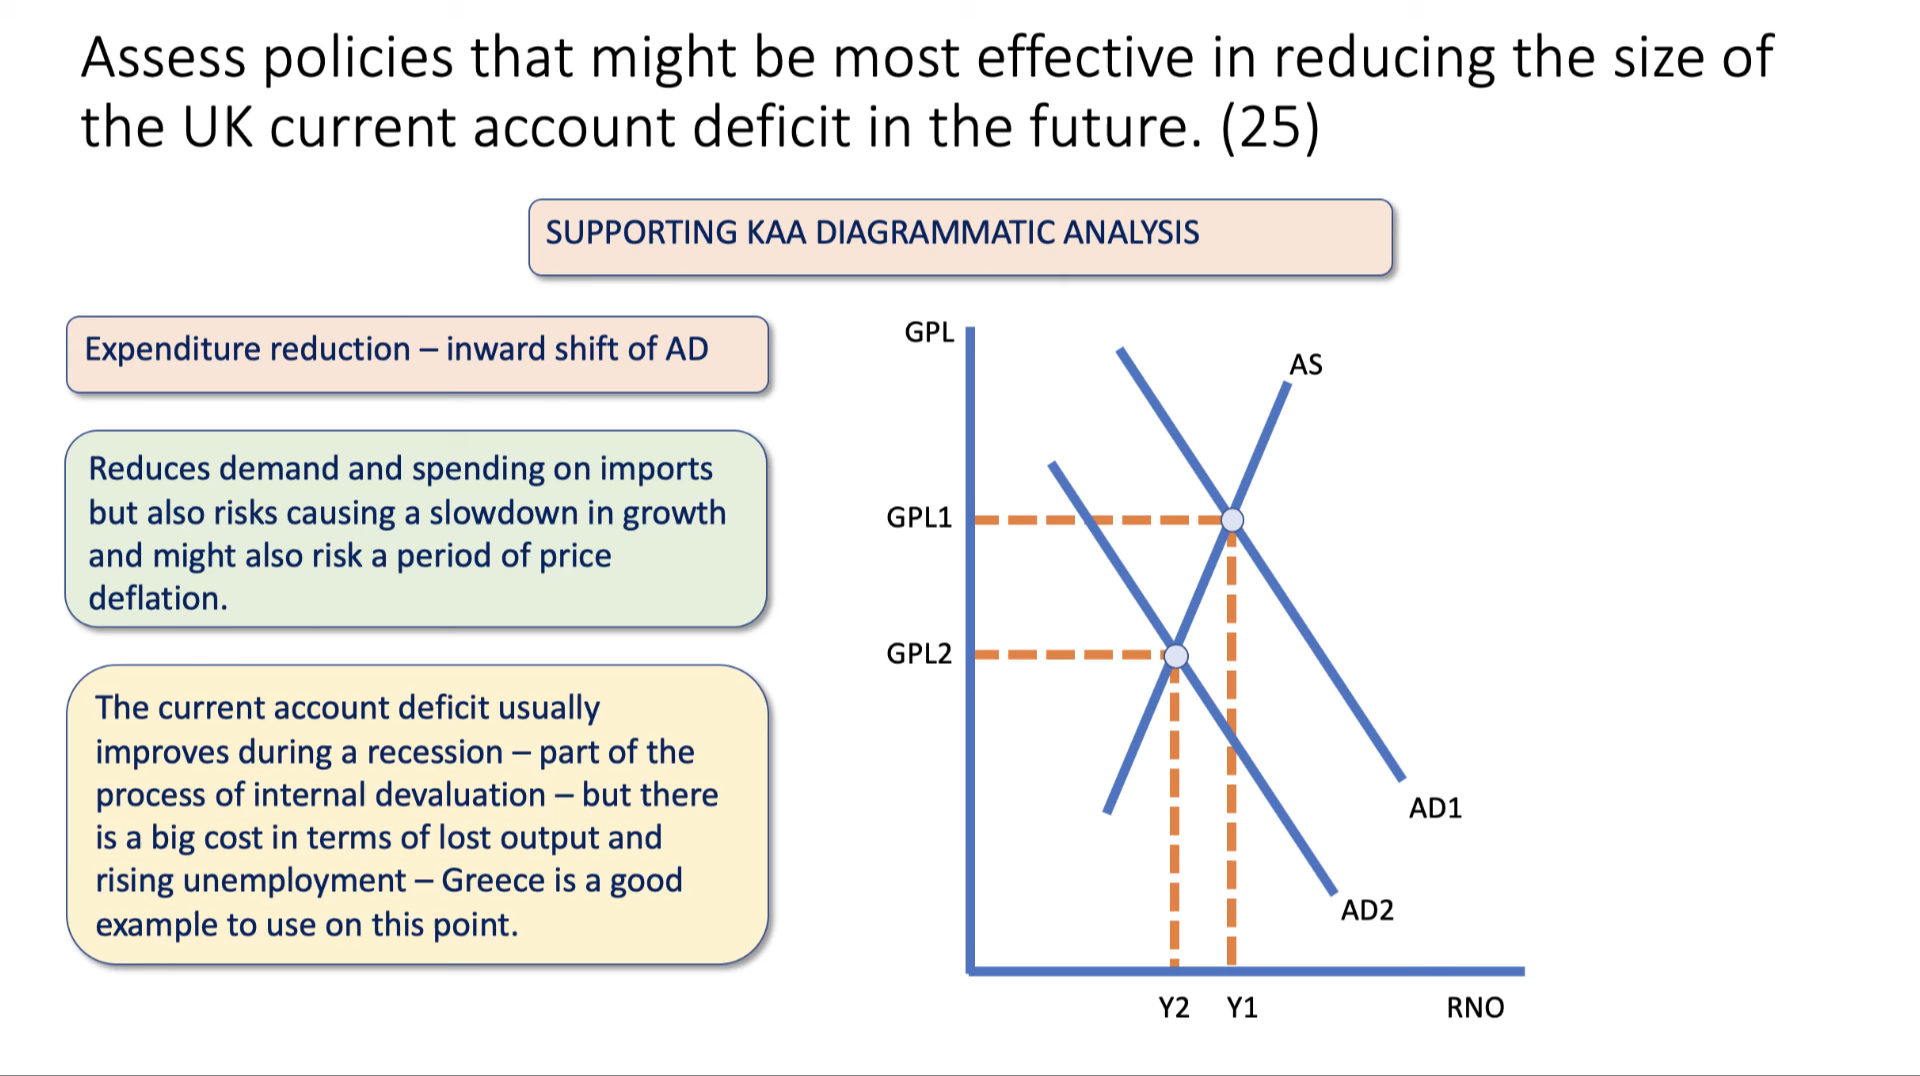 Assess policies that might be most effective in reducing the size of
the UK current account deficit in the future. (25)
SUPPORTING KAA DIAGRAMMATIC ANALYSIS
Expenditure reduction – inward shift of AD
Reduces demand and spending on imports
but also risks causing a slowdown in growth
and might also risk a period of price
deflation.
The current account deficit usually
improves during a recession – part of the
process of internal devaluation – but there
is a big cost in terms of lost output and
rising unemployment – Greece is a good
example to use on this point.
GPL
AS
GPL1
GPL2
AD1
AD2
Y2
Y1
RNO